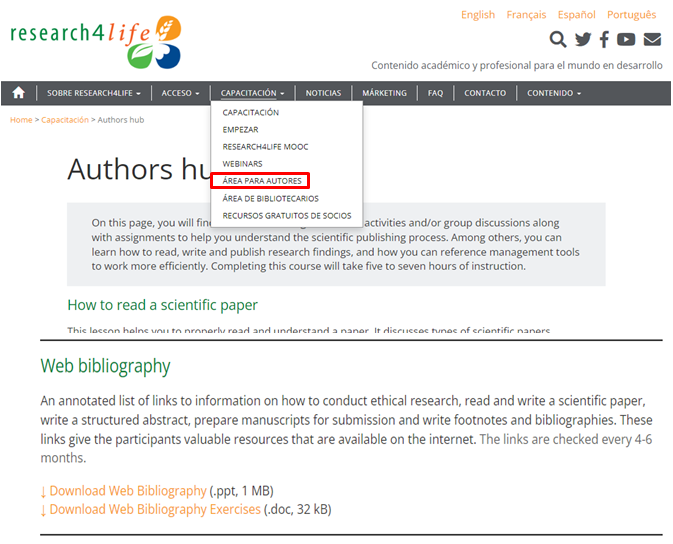 English Français Español Português
research4life
Contenido académico y profesional para el mundo en desarrollo
SOBRE RESEARCH4LIFE ACCESO CAPACITACIÓN NOTICIAS MÁRKETING FAQ CONTACTO CONTENIDO
CAPACITACIÓN
EMPEZAR
RESEARCH4LIFE MOOC
WEBINARS
ÁREA PARA AUTORES
ÁREA DE BIBLIOTECARIOS
RECURSOS GRATUITOS DE SOCIOS
Home > Capacitación > Authors hub
Authors hu
On this page, you will fin activities and/or group discussions along
with assignments to help you understand the scientific publishing process. Among others, you can
learn how to read, write and publish research findings, and how you can reference management tools
to work more efficiently. Completing this course will take five to seven hours of instruction.
How to read a scientific paper
This lesson helps you to properly read and understand a paper. It discusses types of scientific papers
Web bibliography
An annotated list of links to information on how to conduct ethical research, read and write a scientific paper,
write a structured abstract, prepare manuscripts for submission and write footnotes and bibliographies. These
links give the participants valuable resources that are available on the internet. The links are checked every 4-6
months.
↓ Download Web Bibliography (.ppt, 1 MB)
↓ Download Web Bibliography Exercises (.doc, 32 kB)